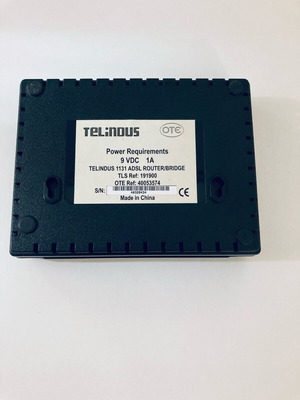 TELINDUS OTE
Power Requirements
9 VDC 1A
TELINDUS 1131 ADSL ROUTER/BRIDGE
TLS Ref: 191900
OTE Ref: 40053574
S/N:
Made in China